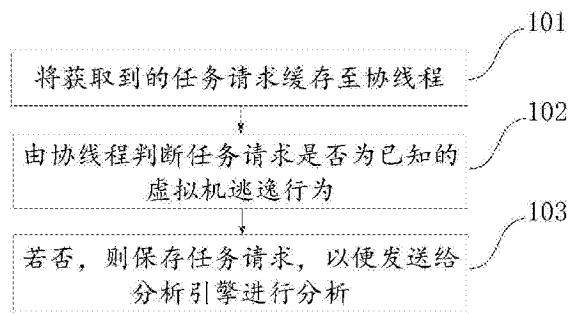 101
将获取到的任务请求缓存至协线程
102
由协线程判断任务请求是否为已知的
虚拟机逃逸行为
103
若否，则保存任务请求，以便发送给
分析引擎进行分析